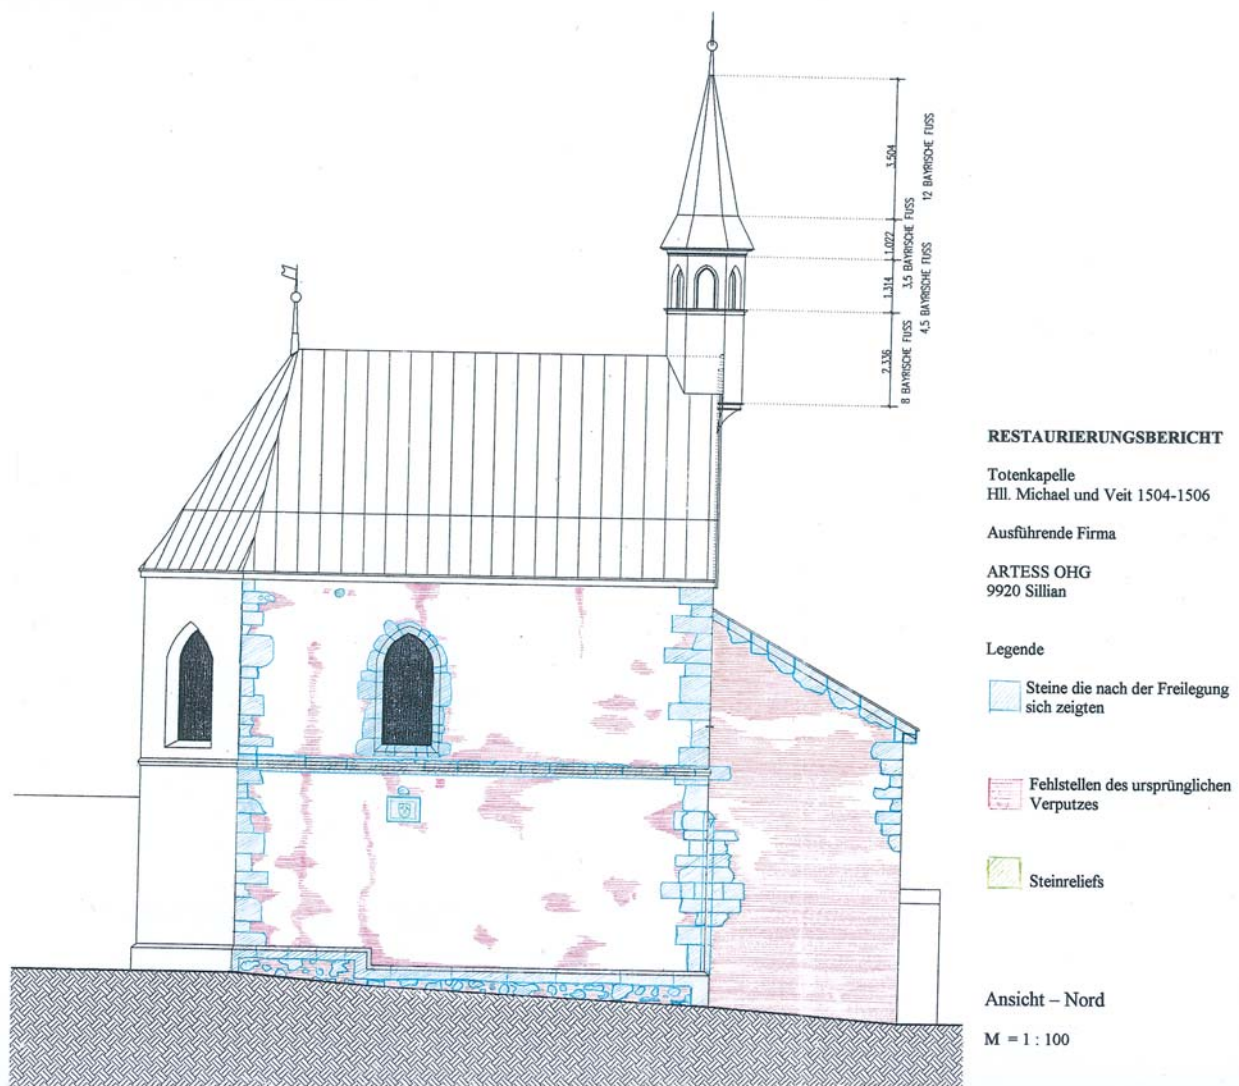 3.504
12 BAYRISCHE FUSS
1.022
3,5 BAYRISCHE FUSS
1.314
4,5 BAYRISCHE FUSS
2.336
8 BAYRISCHE FUSS
RESTAURIERUNGSBERICHT
Totenkapelle
Hll. Michael und Veit 1504-1506
Ausführende Firma
ARTESS OHG
9920 Sillian
Legende
Steine die nach der Freilegung
sich zeigten
Fehlstellen des ursprünglichen
Verputzes
Steinreliefs
Ansicht – Nord
M = 1 : 100